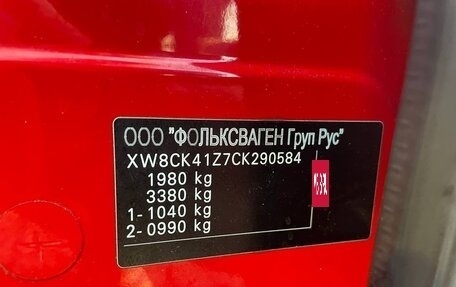 ООО "ФОЛЬКСВАГЕН Груп Рус"
XW8CK41Z7CK290584
1980 kg
3380 kg
1- 1040 kg
2- 0990 kg